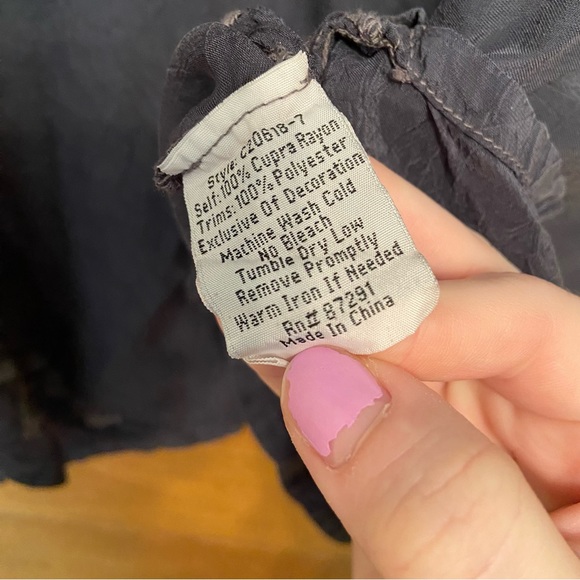 Style: C20618-7
Self:100% Cupra Rayon
Trims:100% Polyester
Exclusive Of Decoration
Machine Wash Cold
No Bleach
Tumble Dry Low
Remove Promptly
Warm Iron If Needed
Rn# 87291
Made In China